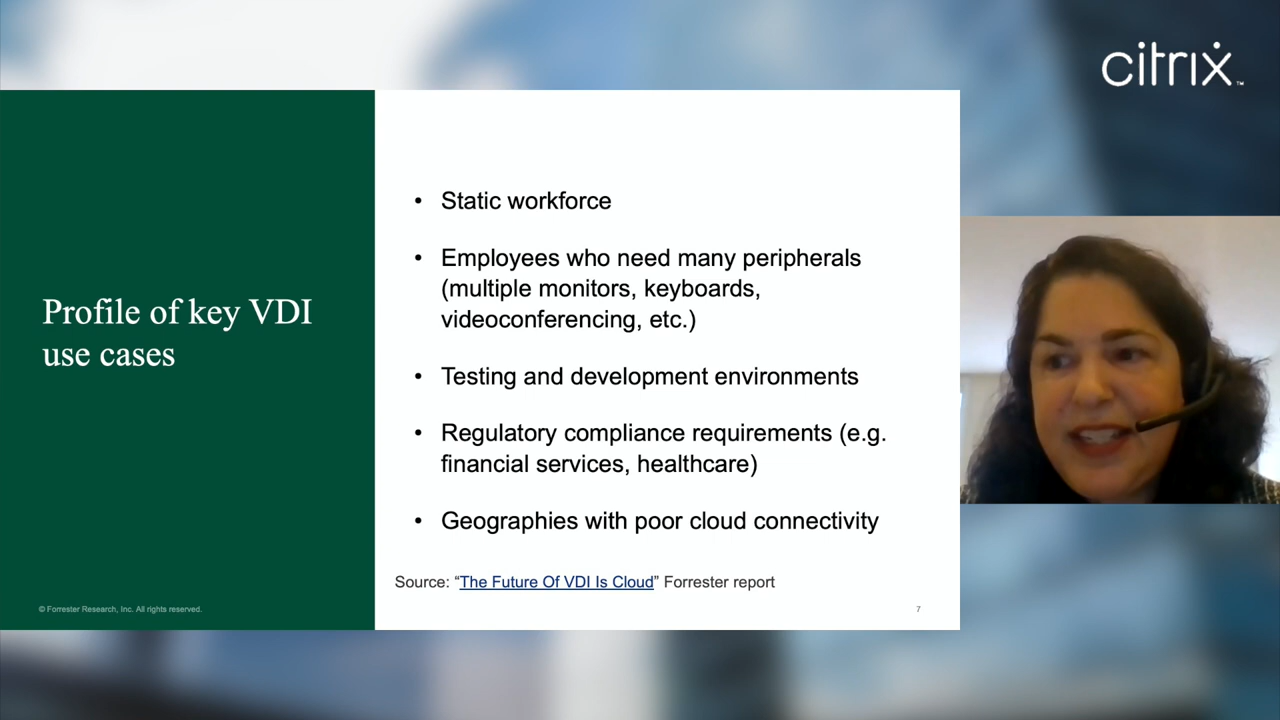 citrix™
Profile of key VDI
use cases
• Static workforce
• Employees who need many peripherals
(multiple monitors, keyboards,
videoconferencing, etc.)
• Testing and development environments
• Regulatory compliance requirements (e.g.
financial services, healthcare)
• Geographies with poor cloud connectivity
Source: “The Future Of VDI Is Cloud” Forrester report
© Forrester Research, Inc. All rights reserved.
7